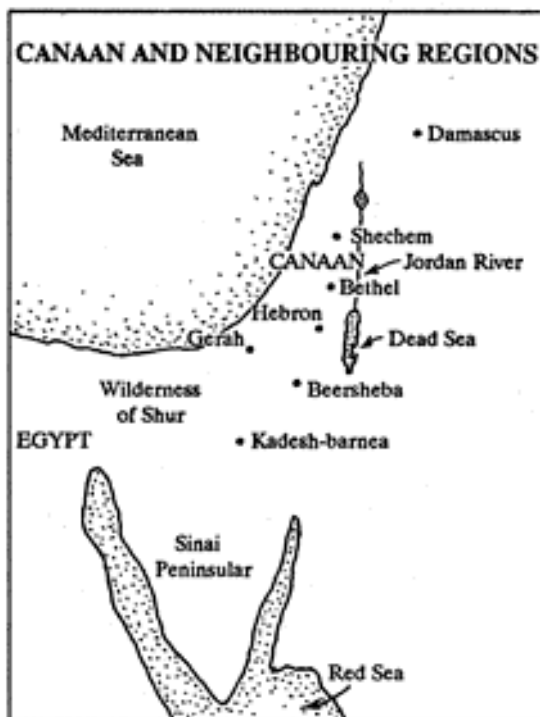 CANAAN AND NEIGHBOURING REGIONS
Mediterranean
Sea
Damascus
Shechem
CANAAN
Jordan River
Bethel
Hebron
Gerah
Dead Sea
Wilderness
of Shur
Beersheba
EGYPT
Kadesh-barnea
Sinai
Peninsular
Red Sea